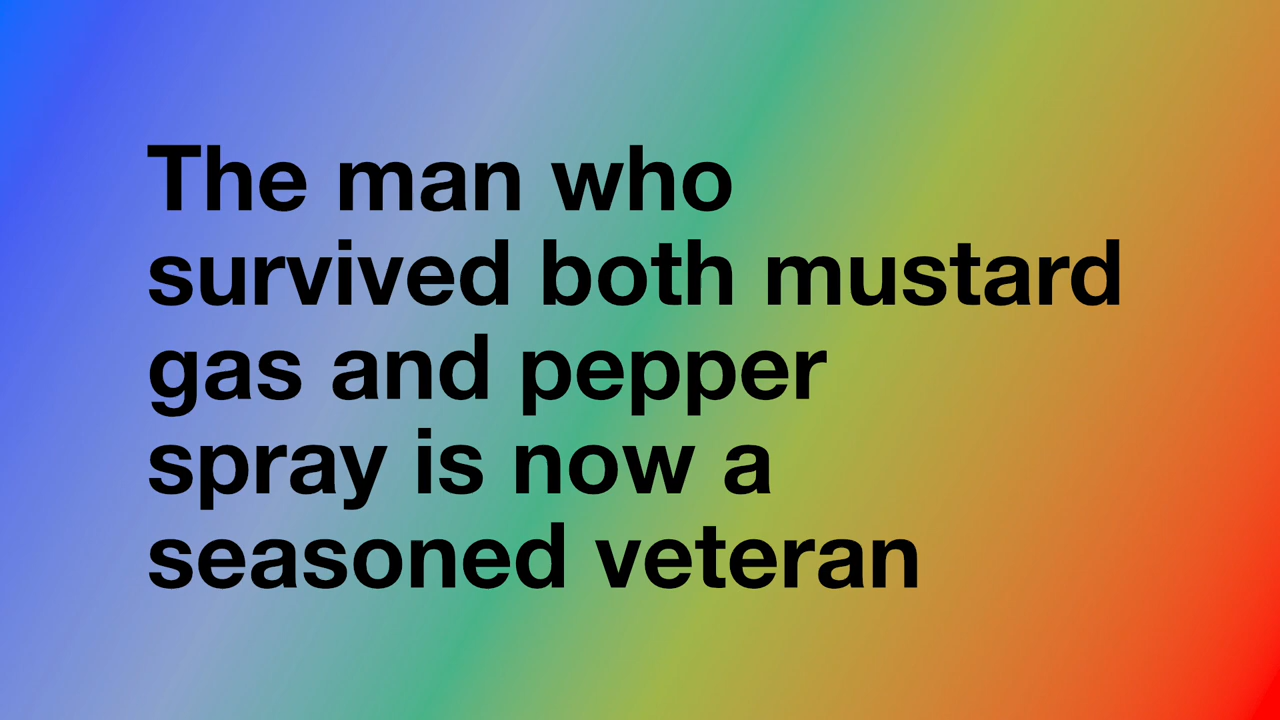 The man who
survived both mustard
gas and pepper
spray is now a
seasoned veteran